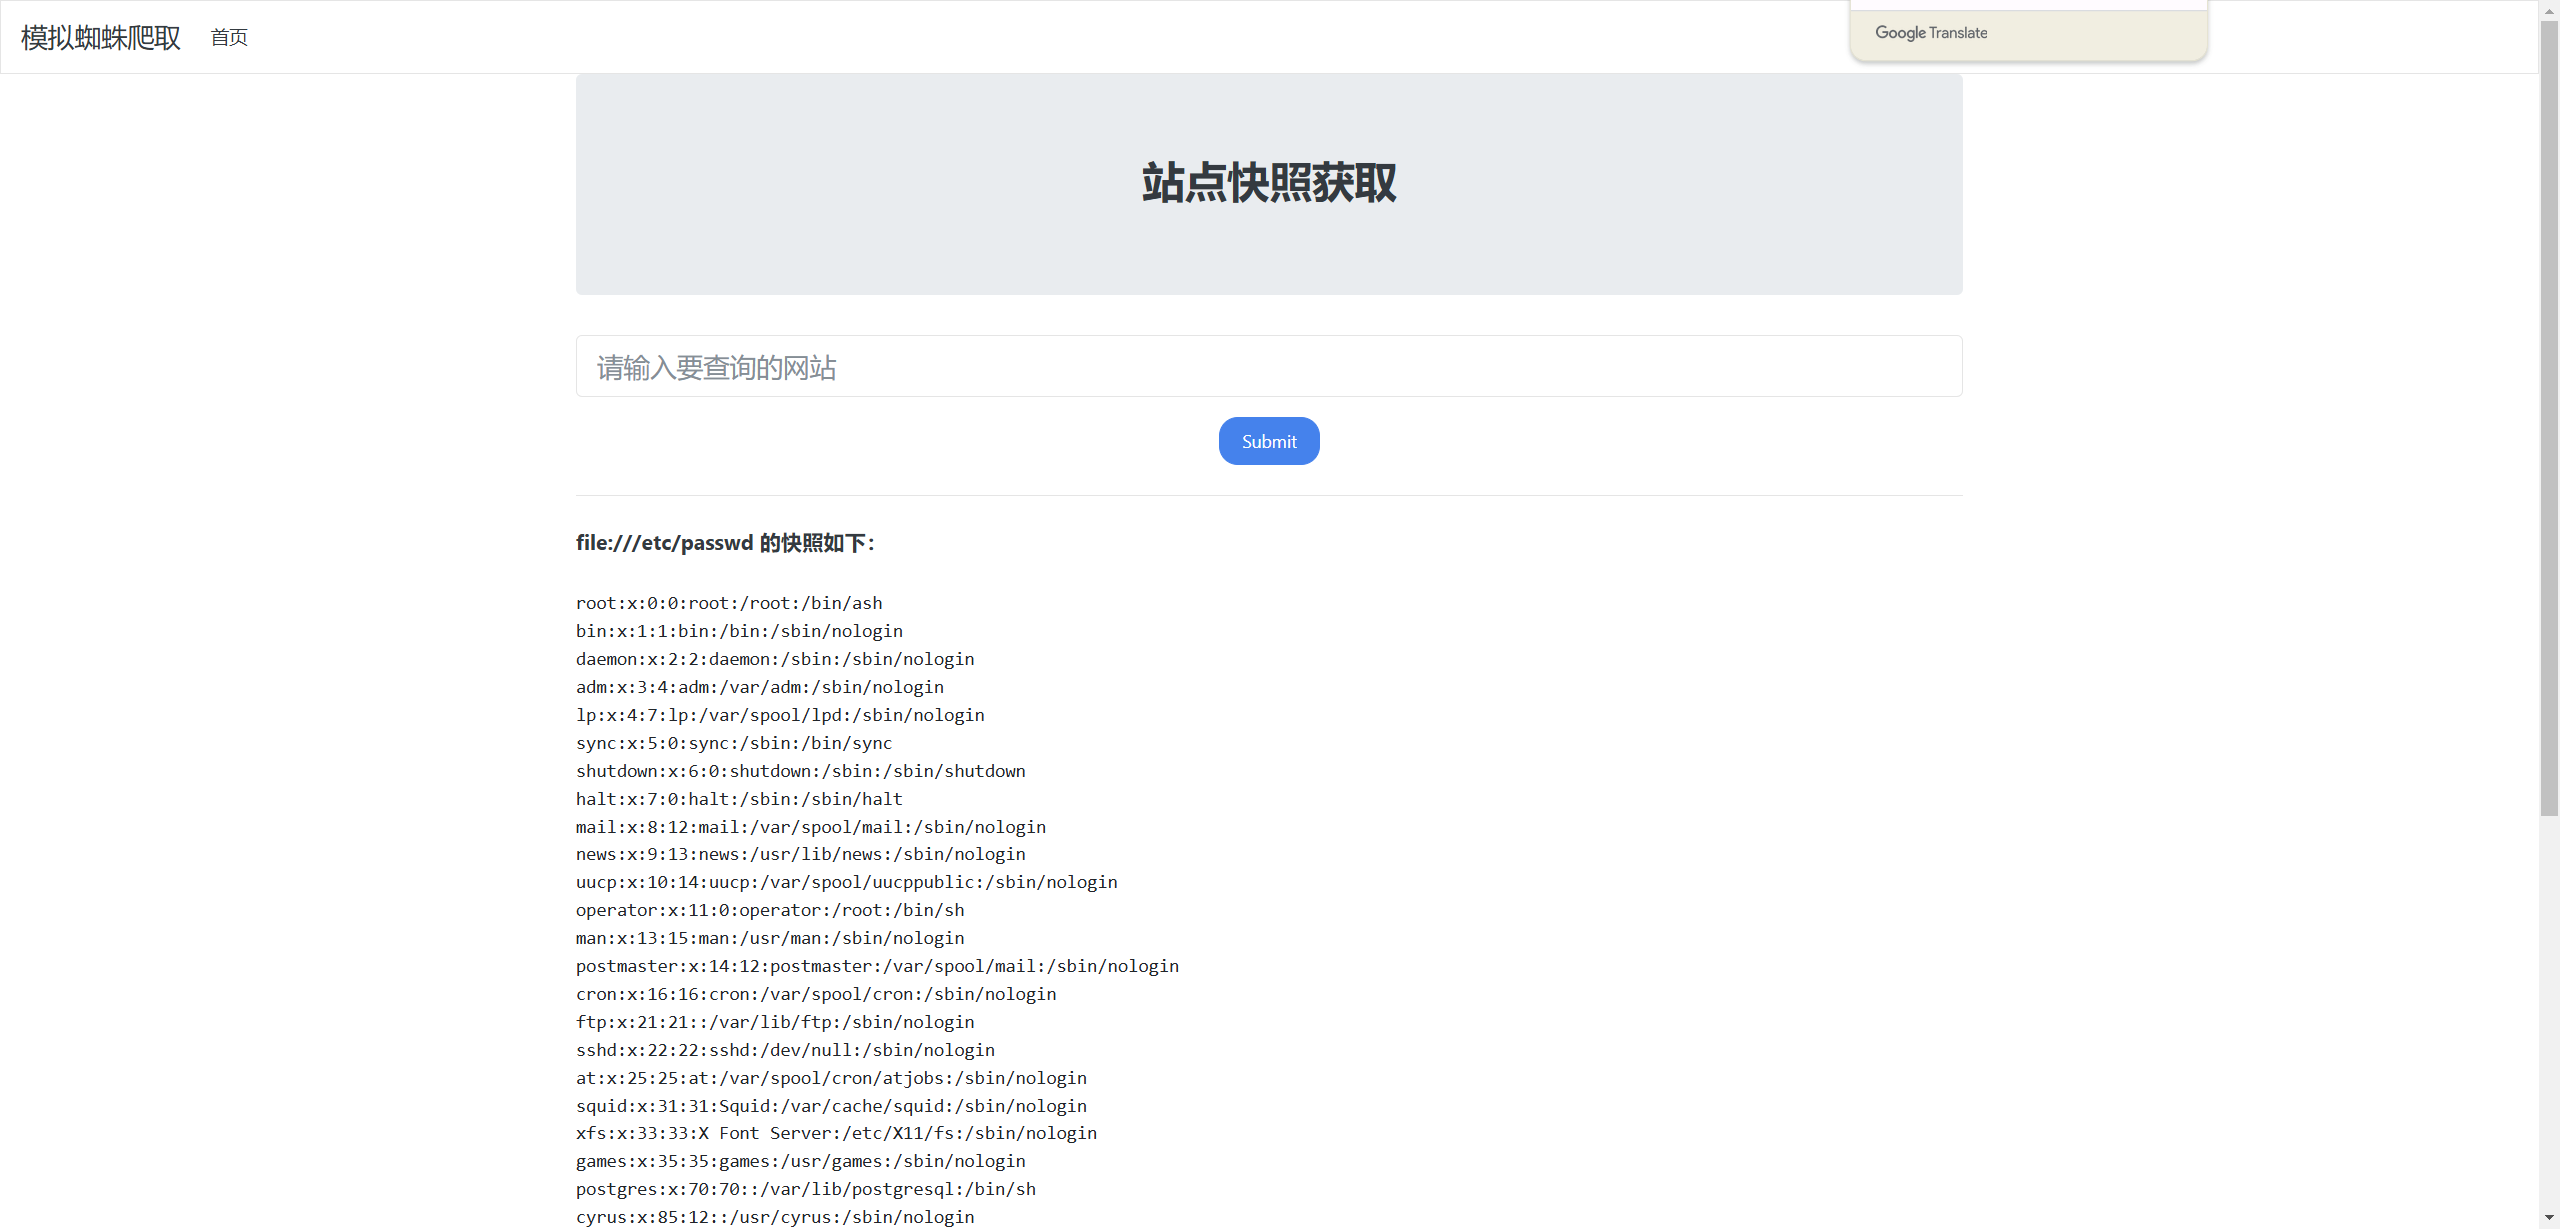 模拟蜘蛛爬取 首页
Google Translate
站点快照获取
请输入要查询的网站
Submit
file:///etc/passwd 的快照如下：
root:x:0:0:root:/root:/bin/ash
bin:x:1:1:bin:/bin:/sbin/nologin
daemon:x:2:2:daemon:/sbin:/sbin/nologin
adm:x:3:4:adm:/var/adm:/sbin/nologin
lp:x:4:7:lp:/var/spool/lpd:/sbin/nologin
sync:x:5:0:sync:/sbin:/bin/sync
shutdown:x:6:0:shutdown:/sbin:/sbin/shutdown
halt:x:7:0:halt:/sbin:/sbin/halt
mail:x:8:12:mail:/var/spool/mail:/sbin/nologin
news:x:9:13:news:/usr/lib/news:/sbin/nologin
uucp:x:10:14:uucp:/var/spool/uucppublic:/sbin/nologin
operator:x:11:0:operator:/root:/bin/sh
man:x:13:15:man:/usr/man:/sbin/nologin
postmaster:x:14:12:postmaster:/var/spool/mail:/sbin/nologin
cron:x:16:16:cron:/var/spool/cron:/sbin/nologin
ftp:x:21:21::/var/lib/ftp:/sbin/nologin
sshd:x:22:22:sshd:/dev/null:/sbin/nologin
at:x:25:25:at:/var/spool/cron/atjobs:/sbin/nologin
squid:x:31:31:Squid:/var/cache/squid:/sbin/nologin
xfs:x:33:33:X Font Server:/etc/X11/fs:/sbin/nologin
games:x:35:35:games:/usr/games:/sbin/nologin
postgres:x:70:70::/var/lib/postgresql:/bin/sh
cyrus:x:85:12::/usr/cyrus:/sbin/nologin